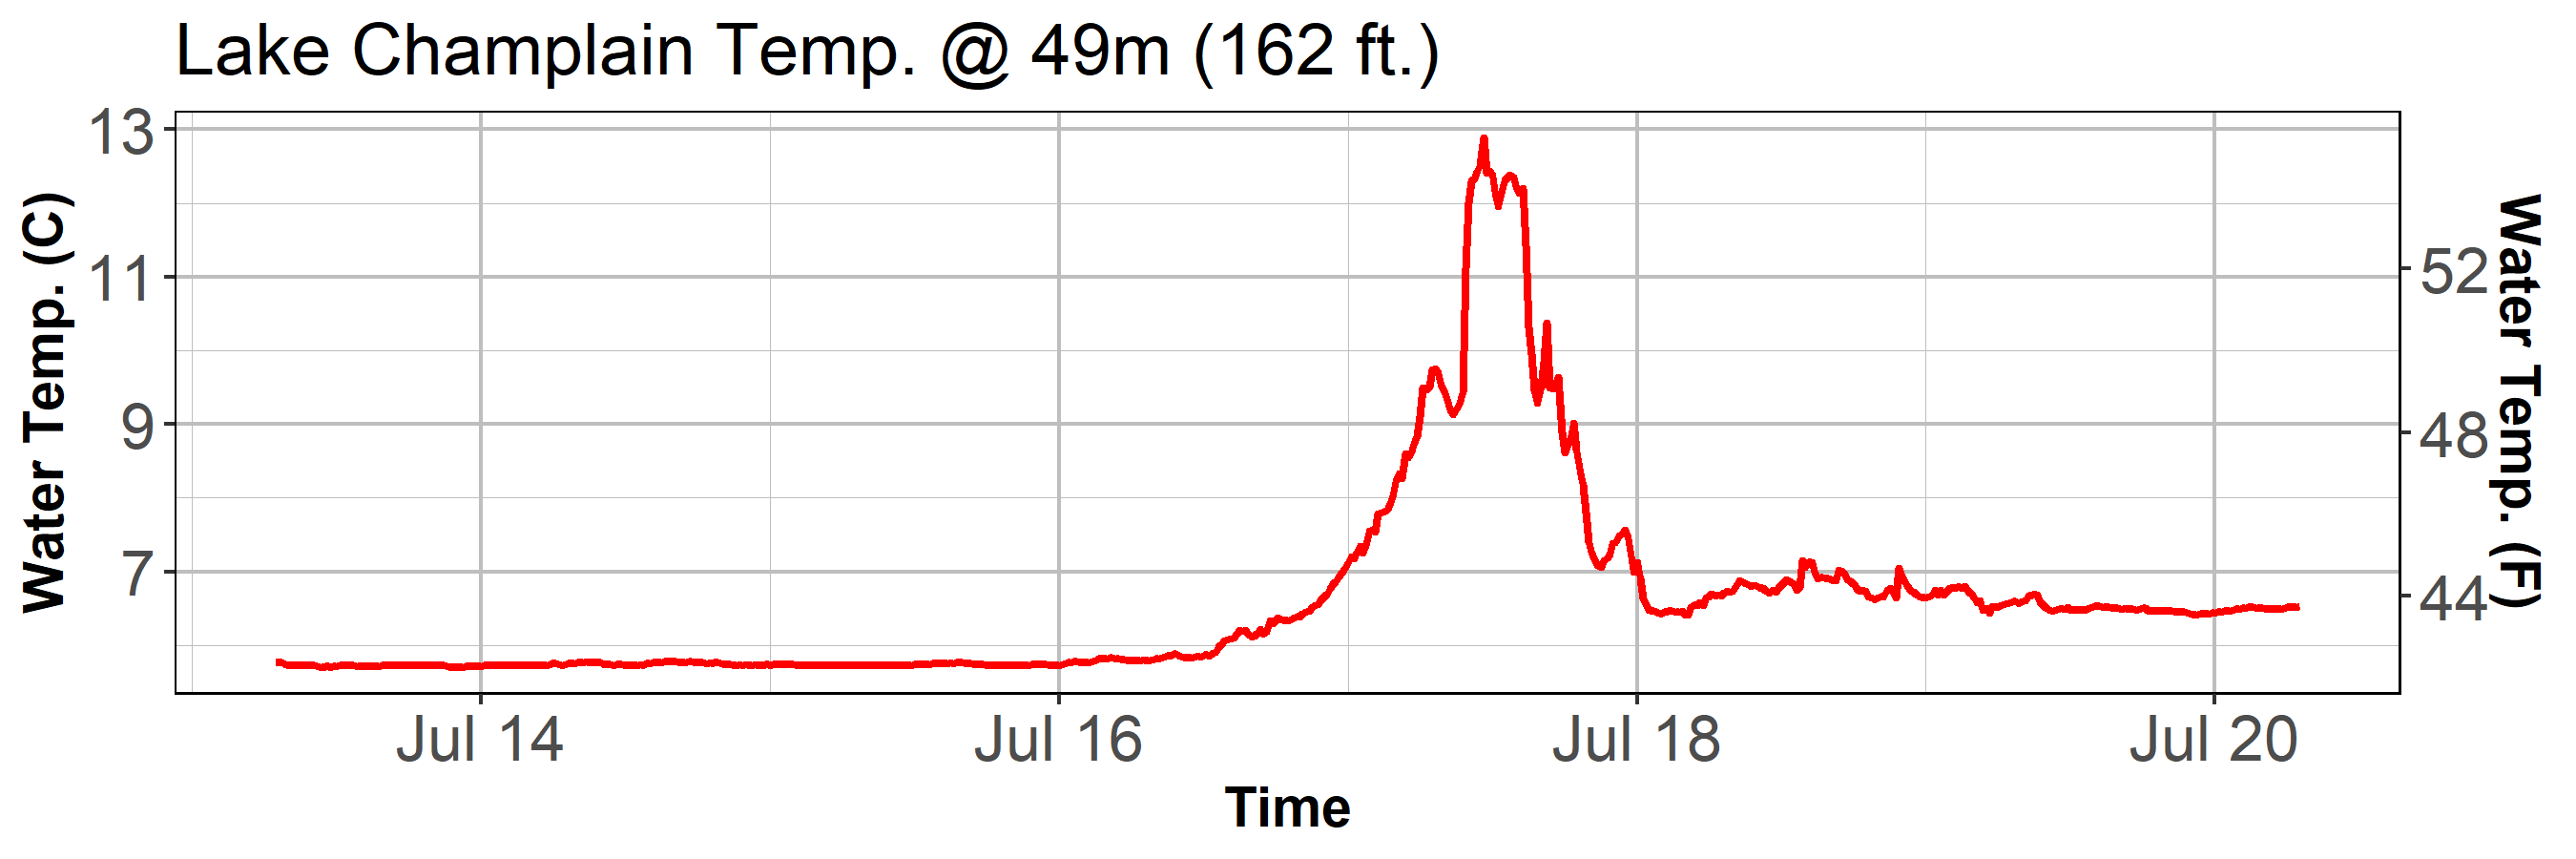 Lake Champlain Temp. @ 49m (162 ft.)
Water Temp. (C)
13
11
9
7
52
48
44
Water Temp. (F)
Jul 14
Jul 16
Jul 18
Jul 20
Time